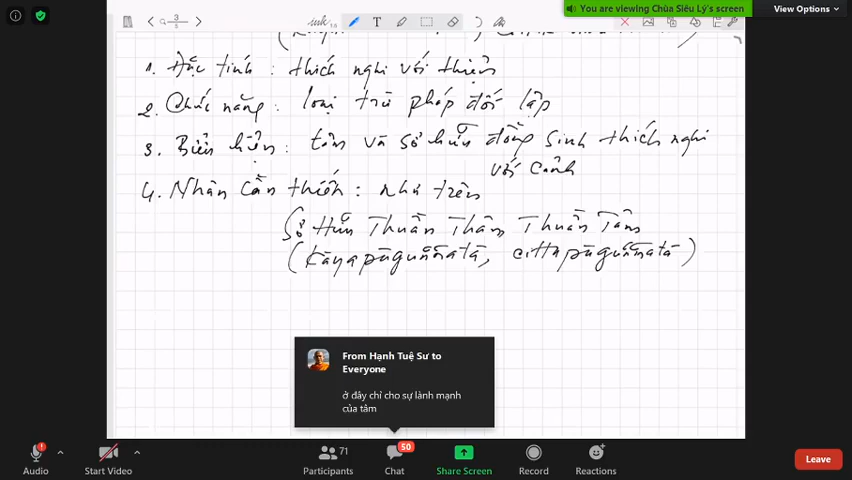 You are viewing Chùa Siêu Lý's screen
View Options
3
1. Đặc tính : thích nghi với thiện
2. Chức năng : loại trừ pháp đối lập
3. Biểu hiện : tâm và sở hữu đồng sinh thích nghi
với cảnh
4. Nhân cần thiết : như trên
Sở Hữu Thuần Thân Thuần Tâm
(kāyapāguññatā, cittapāguññatā)
From Hạnh Tuệ Sư to
Everyone
ở đây chỉ cho sự lành mạnh
của tâm
71
50
Audio
Start Video
Participants
Chat
Share Screen
Record
Reactions
Leave